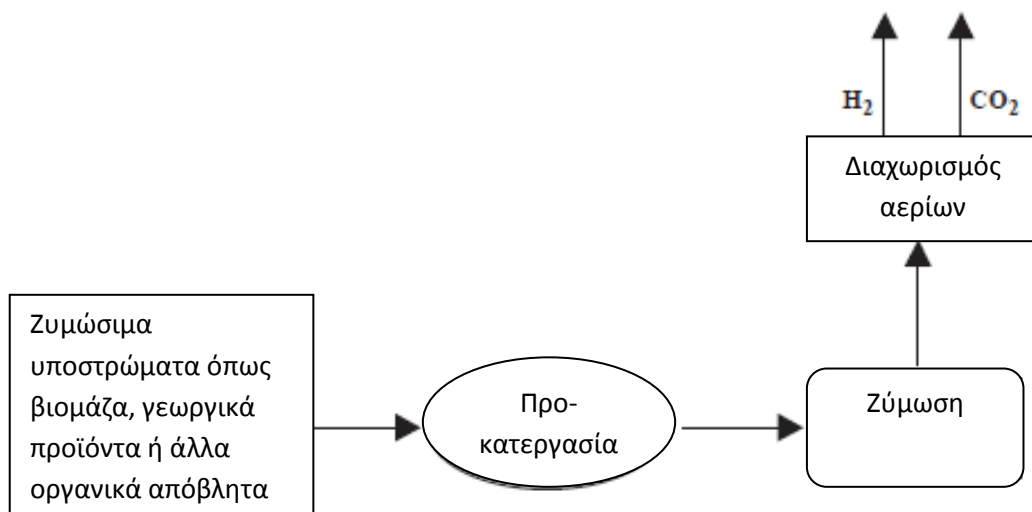 H₂
CO₂
Διαχωρισμός
αερίων
Ζυμώσιμα
υποστρώματα όπως
βιομάζα, γεωργικά
προϊόντα ή άλλα
οργανικά απόβλητα
Προ-
κατεργασία
Ζύμωση